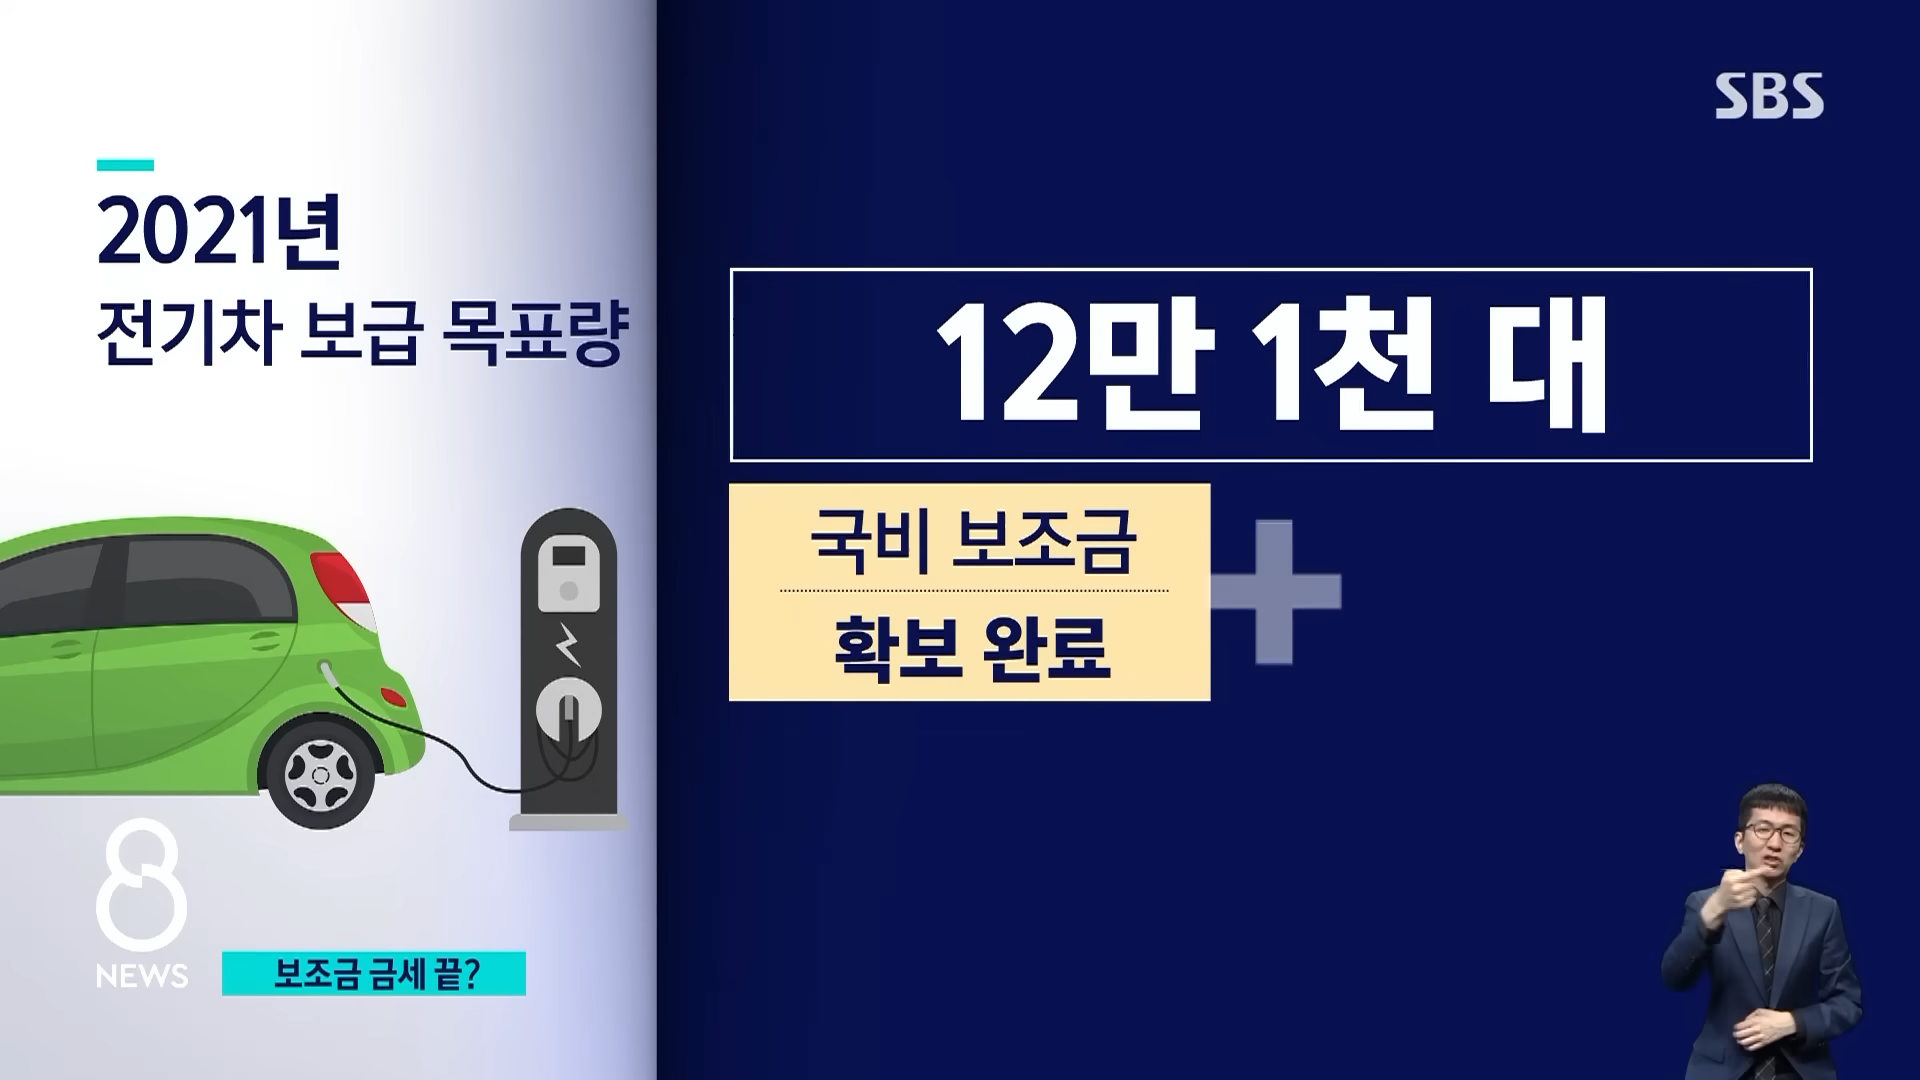 SBS
2021년
전기차 보급 목표량
12만 1천 대
국비 보조금
확보 완료
+
8
NEWS
보조금 금세 끝?